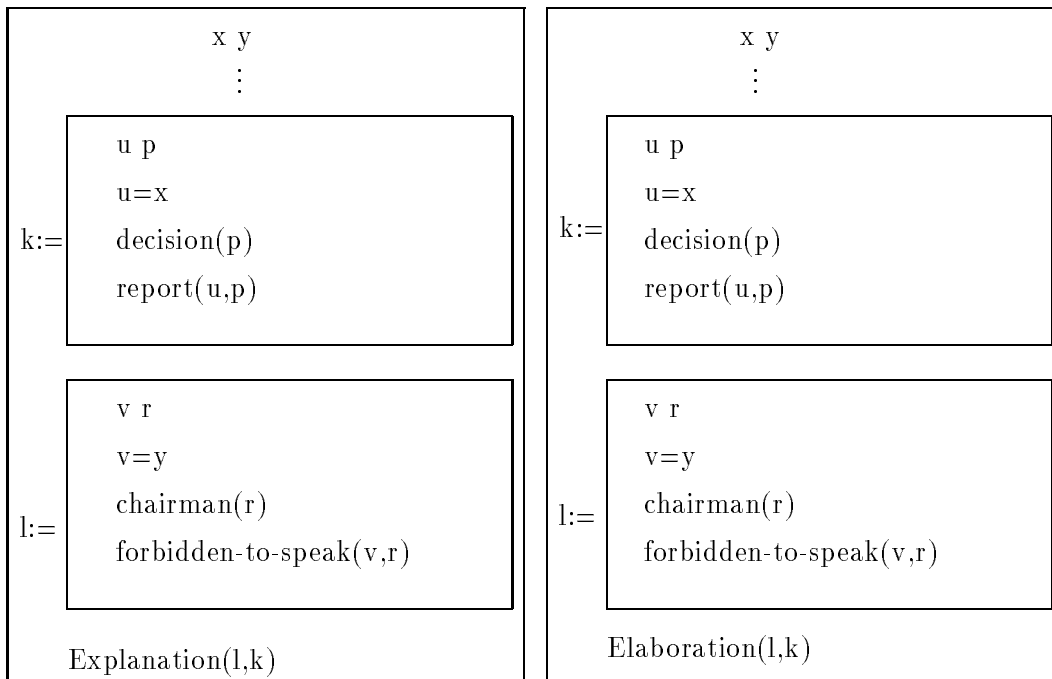 x y
⋮
u p
u=x
k:=
decision(p)
report(u,p)
v r
v=y
chairman(r)
l:=
forbidden-to-speak(v,r)
Explanation(l,k)
x y
⋮
u p
u=x
k:=
decision(p)
report(u,p)
v r
v=y
chairman(r)
l:=
forbidden-to-speak(v,r)
Elaboration(l,k)